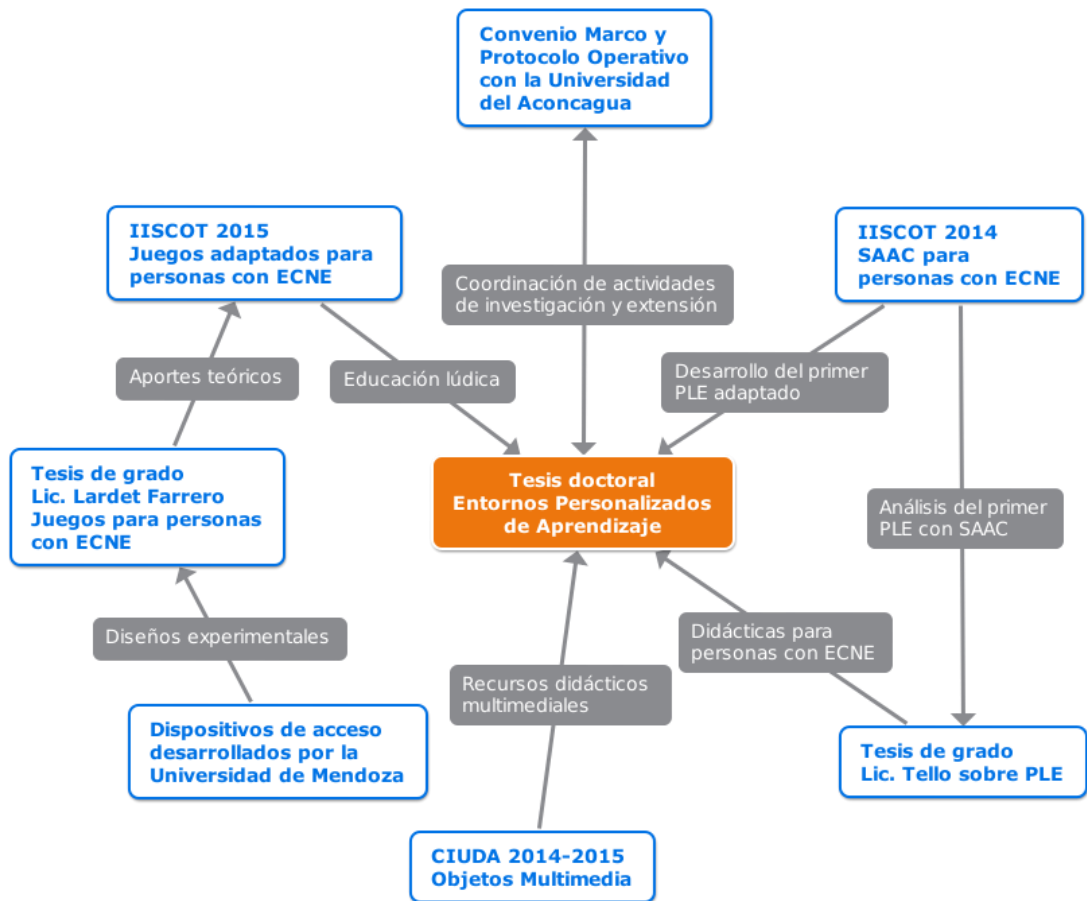 Convenio Marco y
Protocolo Operativo
con la Universidad
del Aconcagua
IISCOT 2015
Juegos adaptados para
personas con ECNE
IISCOT 2014
SAAC para
personas con ECNE
Coordinación de actividades
de investigación y extensión
Aportes teóricos
Educación lúdica
Desarrollo del primer
PLE adaptado
Tesis de grado
Lic. Lardet Farrero
Juegos para personas
con ECNE
Tesis doctoral
Entornos Personalizados
de Aprendizaje
Análisis del primer
PLE con SAAC
Diseños experimentales
Didácticas para
personas con ECNE
Recursos didácticos
multimediales
Dispositivos de acceso
desarrollados por la
Universidad de Mendoza
Tesis de grado
Lic. Tello sobre PLE
CIUDA 2014-2015
Objetos Multimedia